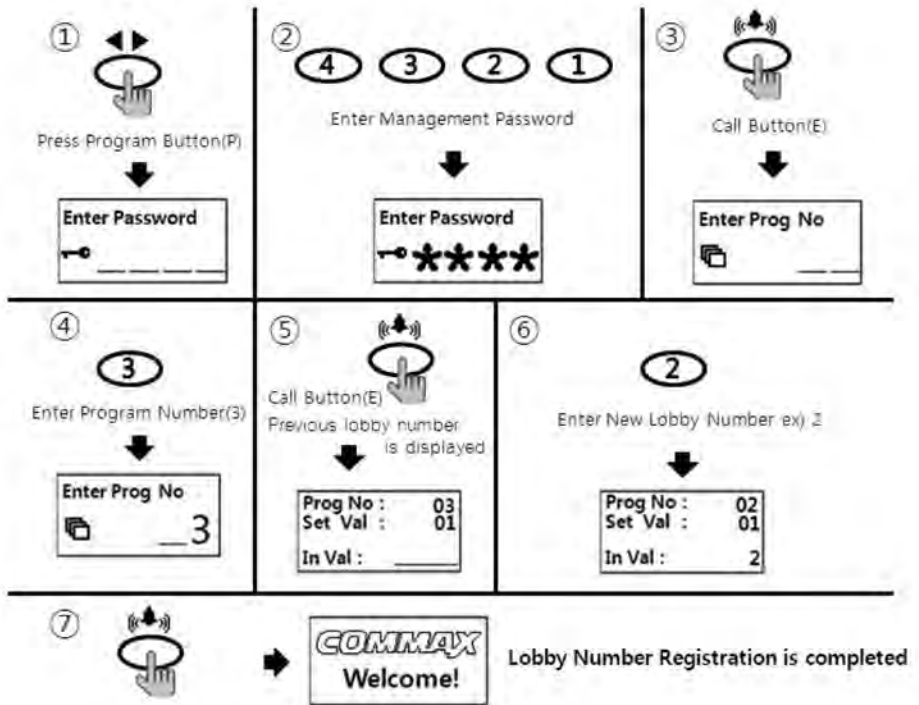 ①
Press Program Button(P)
Enter Password
②
4 3 2 1
Enter Management Password
Enter Password
****
③
Call Button(E)
Enter Prog No
④
3
Enter Program Number(3)
Enter Prog No
_3
⑤
Call Button(E)
Previous lobby number
is displayed
Prog No : 03
Set Val : 01
In Val :
⑥
2
Enter New Lobby Number ex) 2
Prog No : 02
Set Val : 01
In Val : 2
⑦
COMMAX
Welcome!
Lobby Number Registration is completed